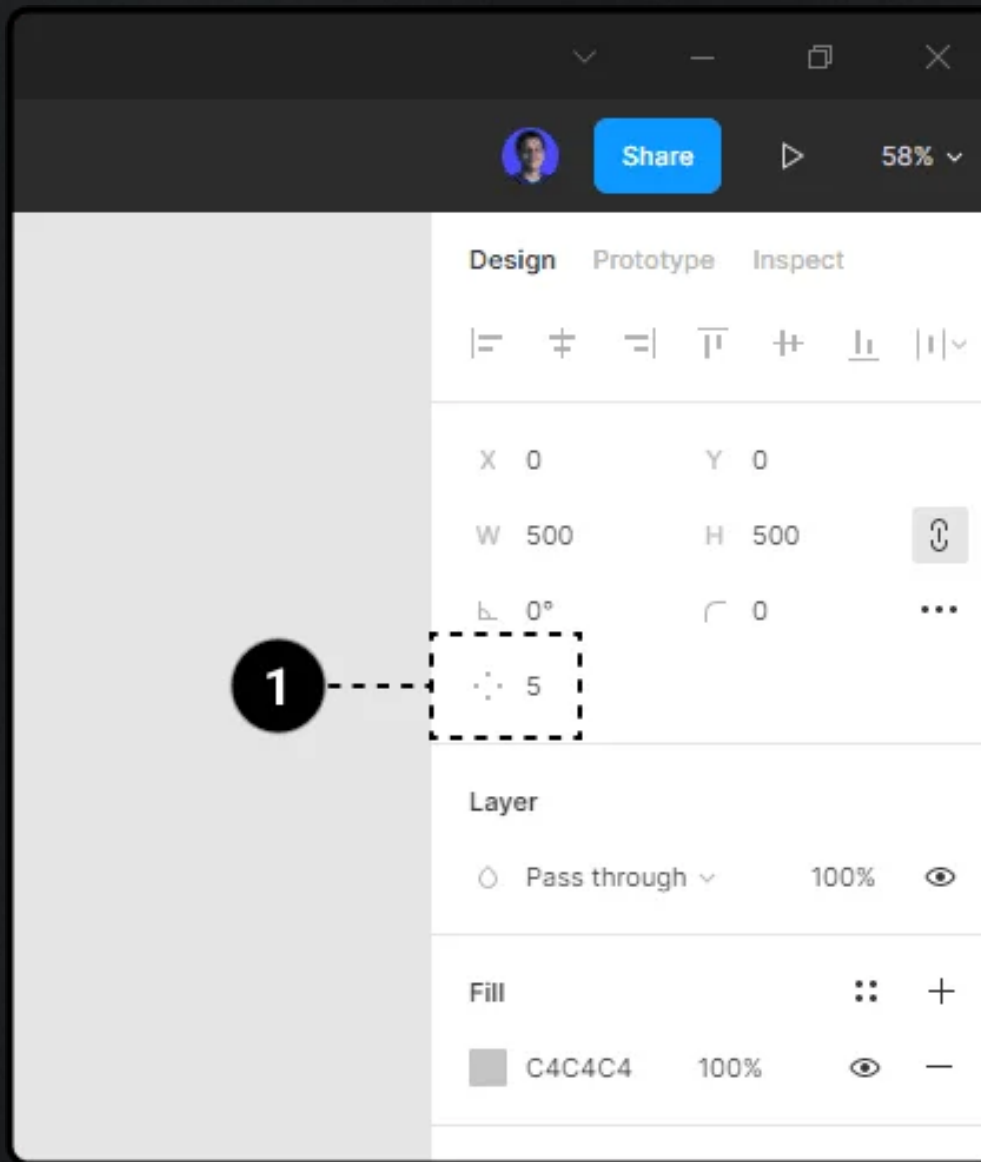 Share
58%
Design Prototype Inspect
X 0 Y 0
W 500 H 500
0° 0
1
5
Layer
Pass through 100%
Fill
C4C4C4 100%